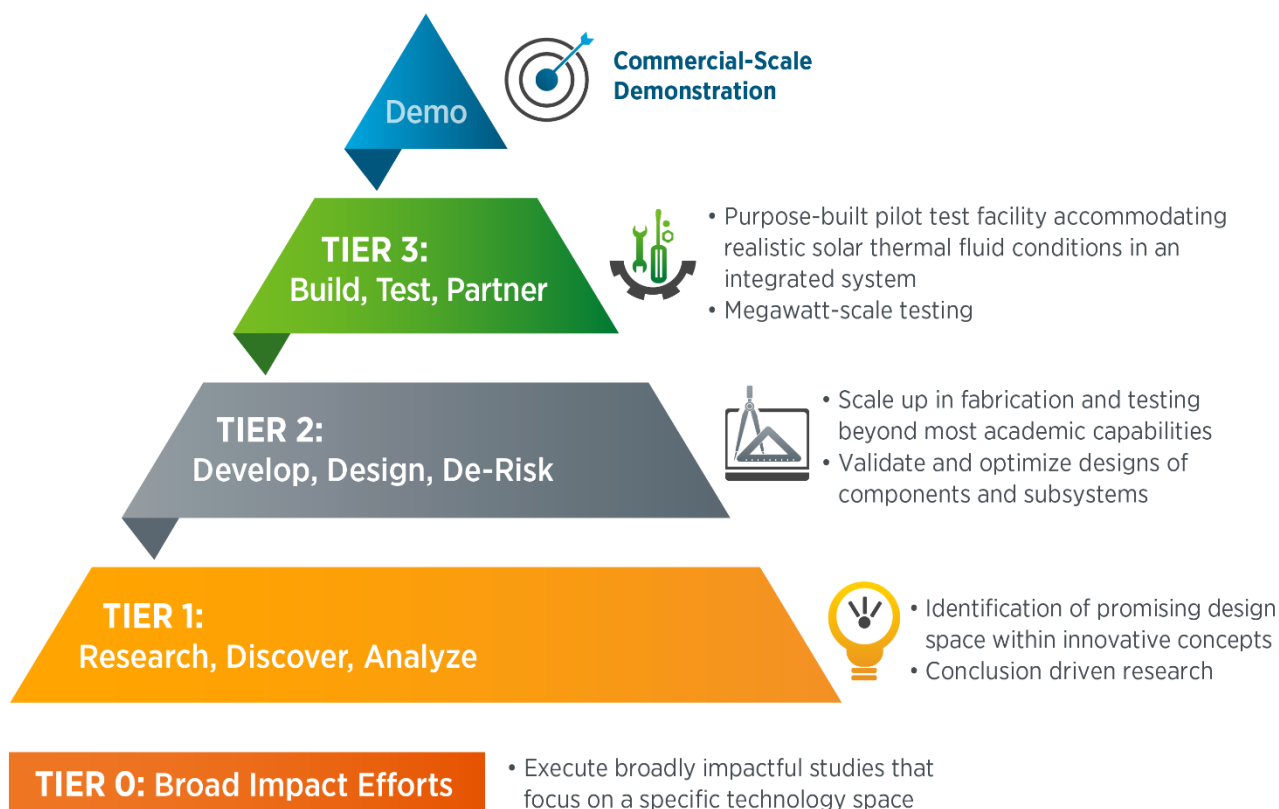 Demo
Commercial-Scale
Demonstration
TIER 3:
Build, Test, Partner
• Purpose-built pilot test facility accommodating
realistic solar thermal fluid conditions in an
integrated system
• Megawatt-scale testing
TIER 2:
Develop, Design, De-Risk
• Scale up in fabrication and testing
beyond most academic capabilities
• Validate and optimize designs of
components and subsystems
TIER 1:
Research, Discover, Analyze
• Identification of promising design
space within innovative concepts
• Conclusion driven research
TIER 0: Broad Impact Efforts
• Execute broadly impactful studies that
focus on a specific technology space